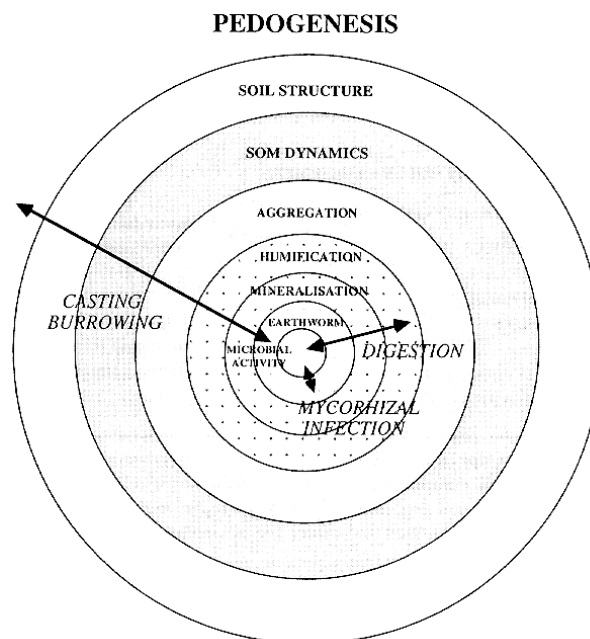 PEDOGENESIS
SOIL STRUCTURE
SOM DYNAMICS
AGGREGATION
HUMIFICATION
MINERALISATION
EARTHWORM
MICROBIAL
ACTIVITY
CASTING
BURROWING
DIGESTION
MYCORHIZAL
INFECTION